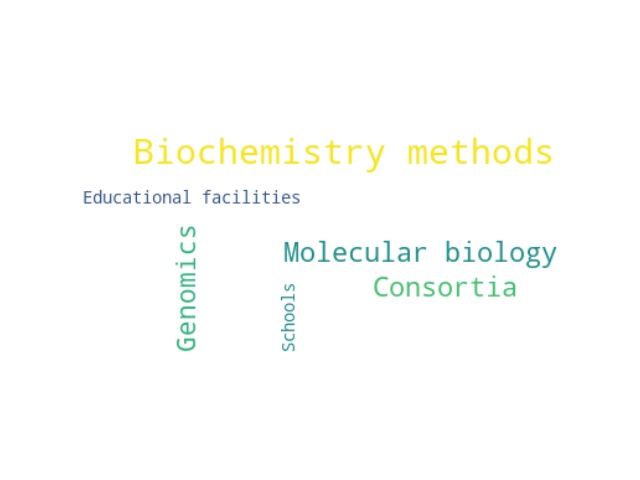 Biochemistry methods
Educational facilities
Genomics
Molecular biology
Schools
Consortia